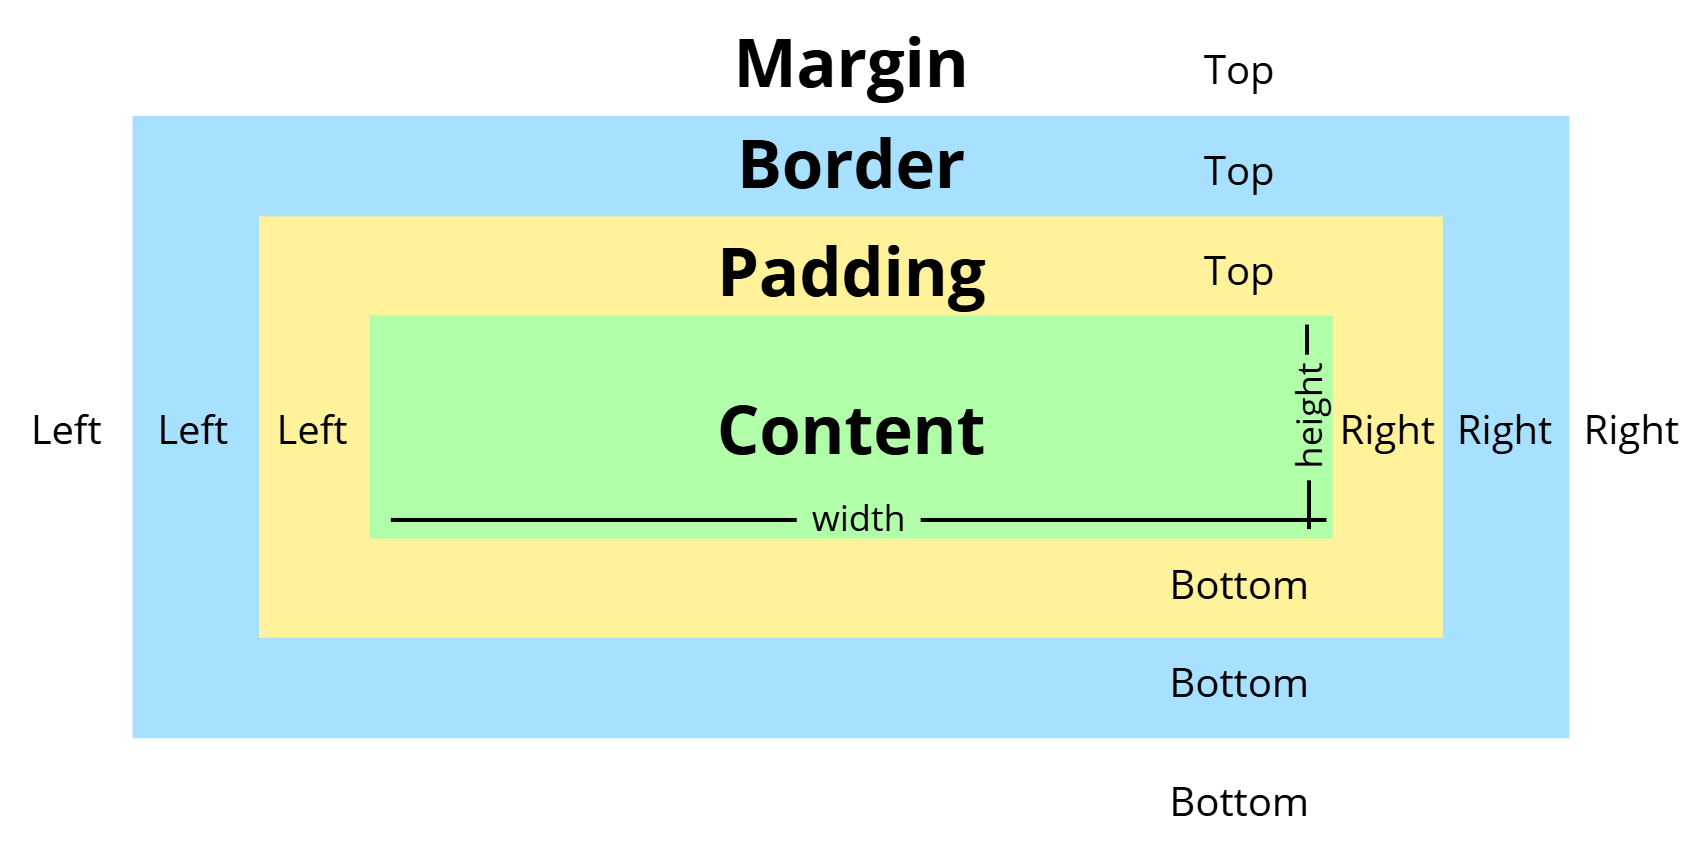 Margin Top
Border Top
Padding Top
height
Left Left Left Content Right Right Right
width
Bottom
Bottom
Bottom